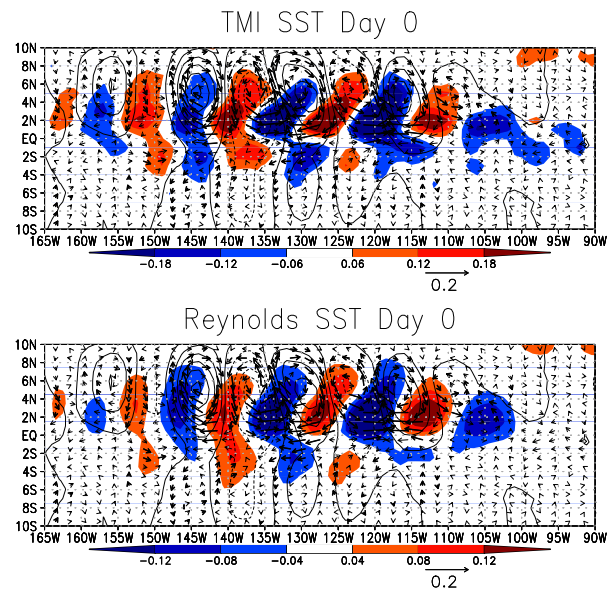 TMI SST Day 0
10N
8N
6N
4N
2N
EQ
2S
4S
6S
8S
10S
165W 160W 155W 150W 145W 140W 135W 130W 125W 120W 115W 110W 105W 100W 95W 90W
-0.18 -0.12 -0.06 0.06 0.12 0.18
0.2
Reynolds SST Day 0
10N
8N
6N
4N
2N
EQ
2S
4S
6S
8S
10S
165W 160W 155W 150W 145W 140W 135W 130W 125W 120W 115W 110W 105W 100W 95W 90W
-0.12 -0.08 -0.04 0.04 0.08 0.12
0.2